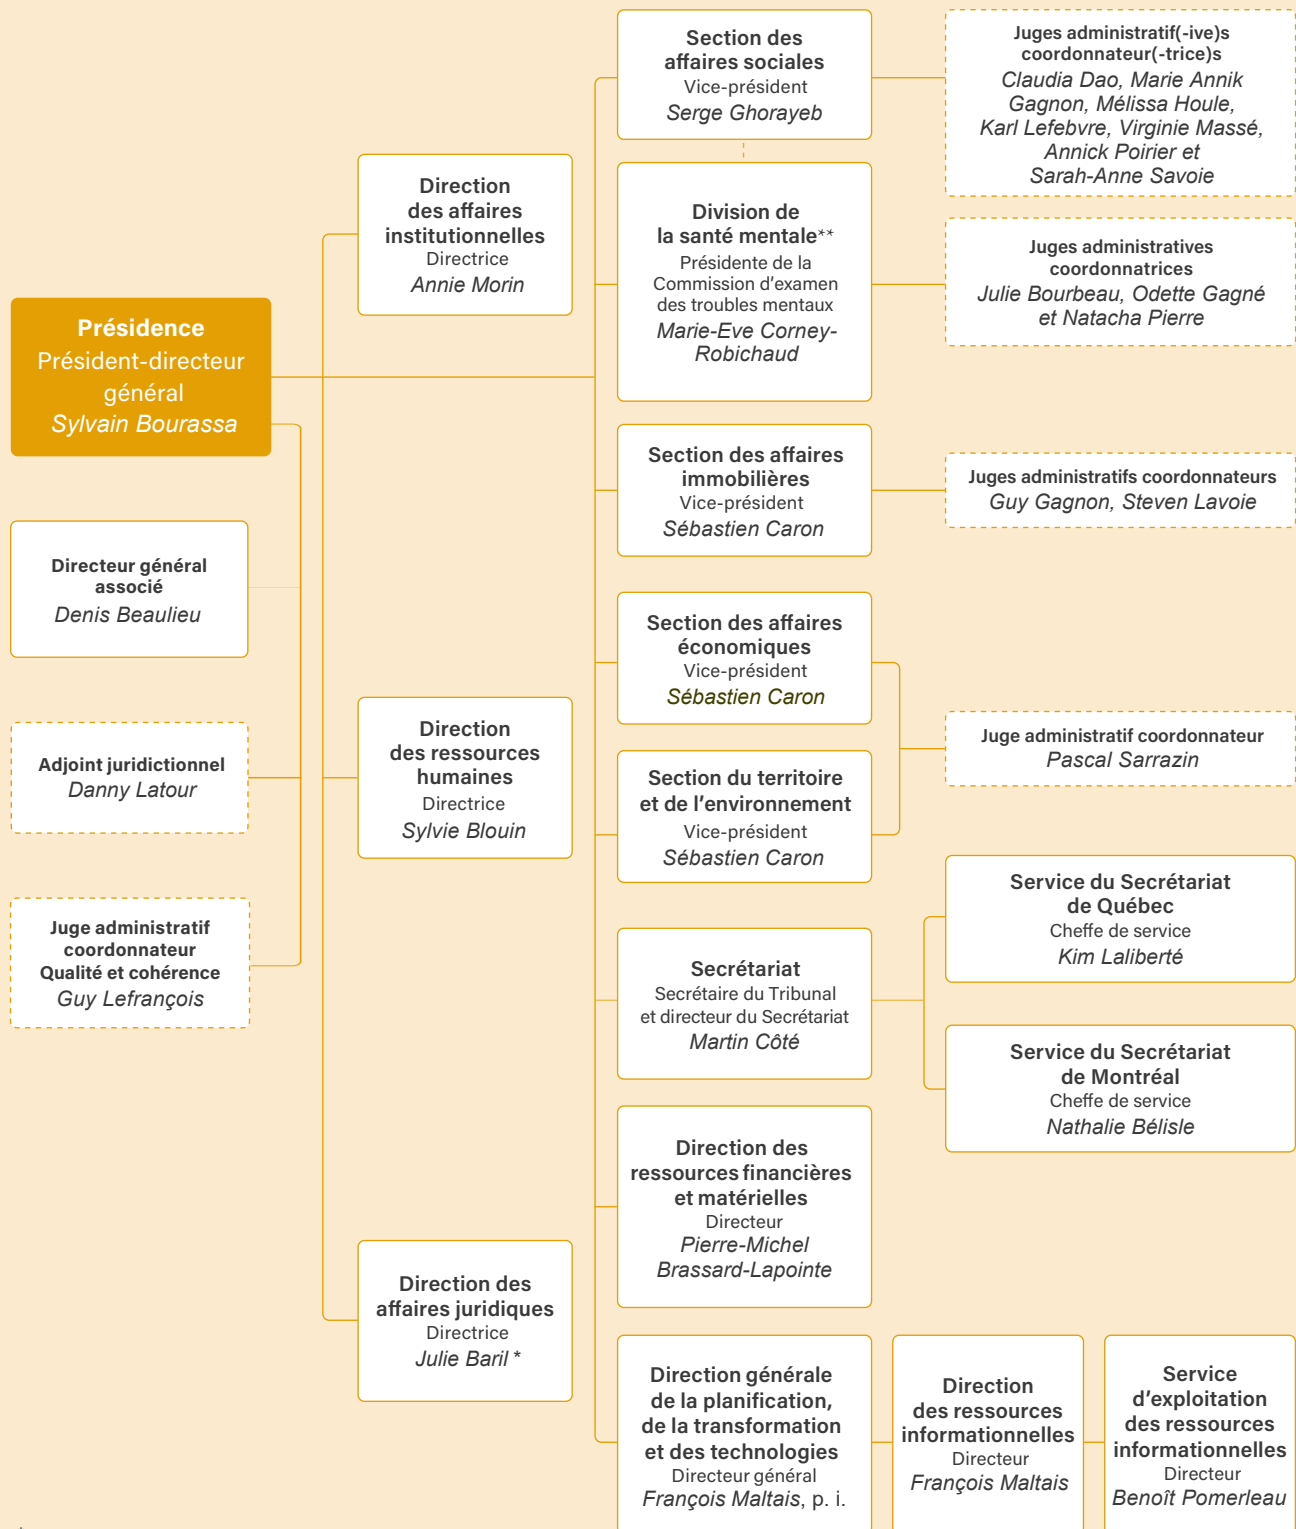 Présidence
Président-directeur
général
Sylvain Bourassa
Directeur général
associé
Denis Beaulieu
Adjoint juridictionnel
Danny Latour
Juge administratif
coordonnateur
Qualité et cohérence
Guy Lefrançois
Direction
des affaires
institutionnelles
Directrice
Annie Morin
Direction
des ressources
humaines
Directrice
Sylvie Blouin
Direction des
affaires juridiques
Directrice
Julie Baril *
Section des
affaires sociales
Vice-président
Serge Ghorayeb
Juges administratif(-ive)s
coordonnateur(-trice)s
Claudia Dao, Marie Annik
Gagnon, Mélissa Houle,
Karl Lefebvre, Virginie Massé,
Annick Poirier et
Sarah-Anne Savoie
Division de
la santé mentale**
Présidente de la
Commission d'examen
des troubles mentaux
Marie-Eve Corney-
Robichaud
Juges administratives
coordonnatrices
Julie Bourbeau, Odette Gagné
et Natacha Pierre
Section des affaires
immobilières
Vice-président
Sébastien Caron
Juges administratifs coordonnateurs
Guy Gagnon, Steven Lavoie
Section des affaires
économiques
Vice-président
Sébastien Caron
Section du territoire
et de l'environnement
Vice-président
Sébastien Caron
Juge administratif coordonnateur
Pascal Sarrazin
Secrétariat
Secrétaire du Tribunal
et directeur du Secrétariat
Martin Côté
Service du Secrétariat
de Québec
Cheffe de service
Kim Laliberté
Service du Secrétariat
de Montréal
Cheffe de service
Nathalie Bélisle
Direction des
ressources financières
et matérielles
Directeur
Pierre-Michel
Brassard-Lapointe
Direction générale
de la planification,
de la transformation
et des technologies
Directeur général
François Maltais, p. i.
Direction
des ressources
informationnelles
Directeur
François Maltais
Service
d'exploitation
des ressources
informationnelles
Directeur
Benoît Pomerleau